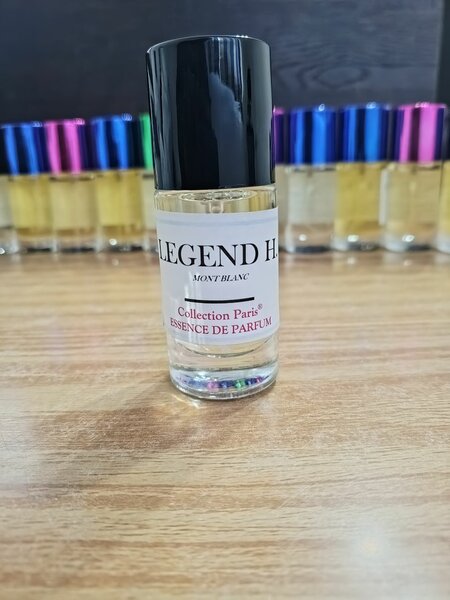 LEGEND H.
MONT BLANC
Collection Paris®
ESSENCE DE PARFUM